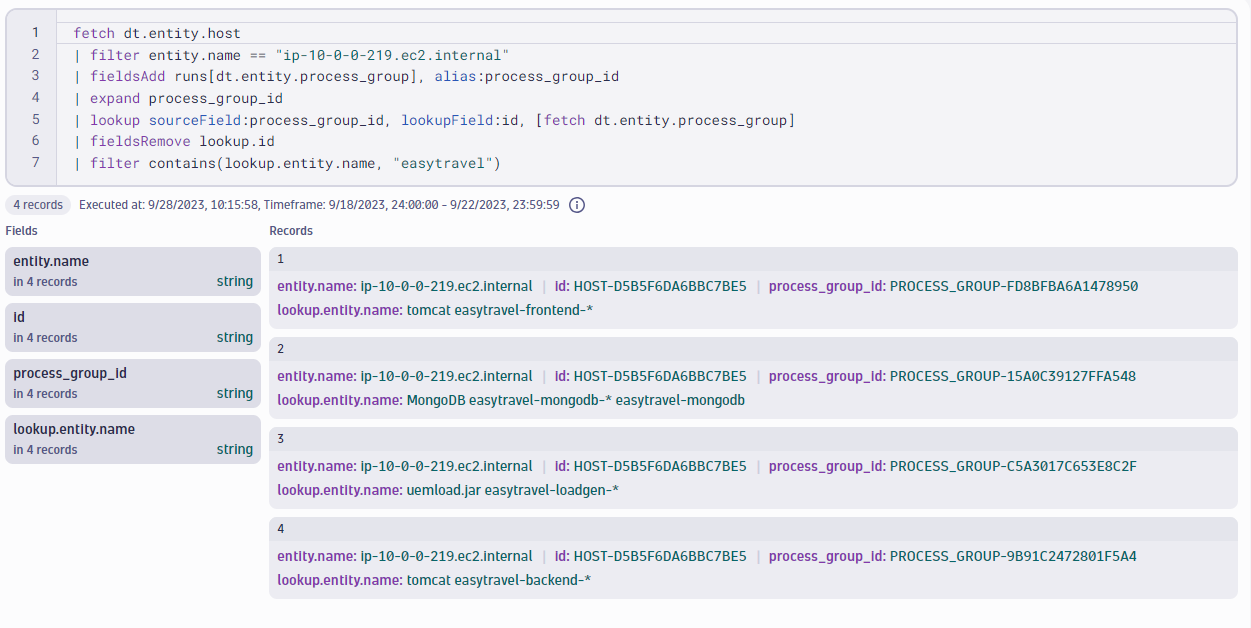 1 fetch dt.entity.host
2 | filter entity.name == "ip-10-0-0-219.ec2.internal"
3 | fieldsAdd runs[dt.entity.process_group], alias:process_group_id
4 | expand process_group_id
5 | lookup sourceField:process_group_id, lookupField:id, [fetch dt.entity.process_group]
6 | fieldsRemove lookup.id
7 | filter contains(lookup.entity.name, "easytravel")
4 records Executed at: 9/28/2023, 10:15:58, Timeframe: 9/18/2023, 24:00:00 - 9/22/2023, 23:59:59
Fields
entity.name
in 4 records string
id
in 4 records string
process_group_id
in 4 records string
lookup.entity.name
in 4 records string
Records
1
entity.name: ip-10-0-0-219.ec2.internal | id: HOST-D5B5F6DA6BBC7BE5 | process_group_id: PROCESS_GROUP-FD8BFBA6A1478950
lookup.entity.name: tomcat easytravel-frontend-*
2
entity.name: ip-10-0-0-219.ec2.internal | id: HOST-D5B5F6DA6BBC7BE5 | process_group_id: PROCESS_GROUP-15A0C39127FFA548
lookup.entity.name: MongoDB easytravel-mongodb-* easytravel-mongodb
3
entity.name: ip-10-0-0-219.ec2.internal | id: HOST-D5B5F6DA6BBC7BE5 | process_group_id: PROCESS_GROUP-C5A3017C653E8C2F
lookup.entity.name: uemload.jar easytravel-loadgen-*
4
entity.name: ip-10-0-0-219.ec2.internal | id: HOST-D5B5F6DA6BBC7BE5 | process_group_id: PROCESS_GROUP-9B91C2472801F5A4
lookup.entity.name: tomcat easytravel-backend-*